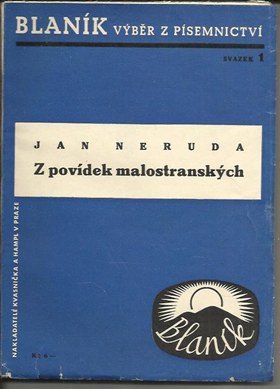 BLANÍK VÝBĚR Z PÍSEMNICTVÍ
SVAZEK 1
JAN NERUDA
Z povídek malostranských
NAKLADATELÉ KVASNIČKA A HAMPL V PRAZE
Blaník